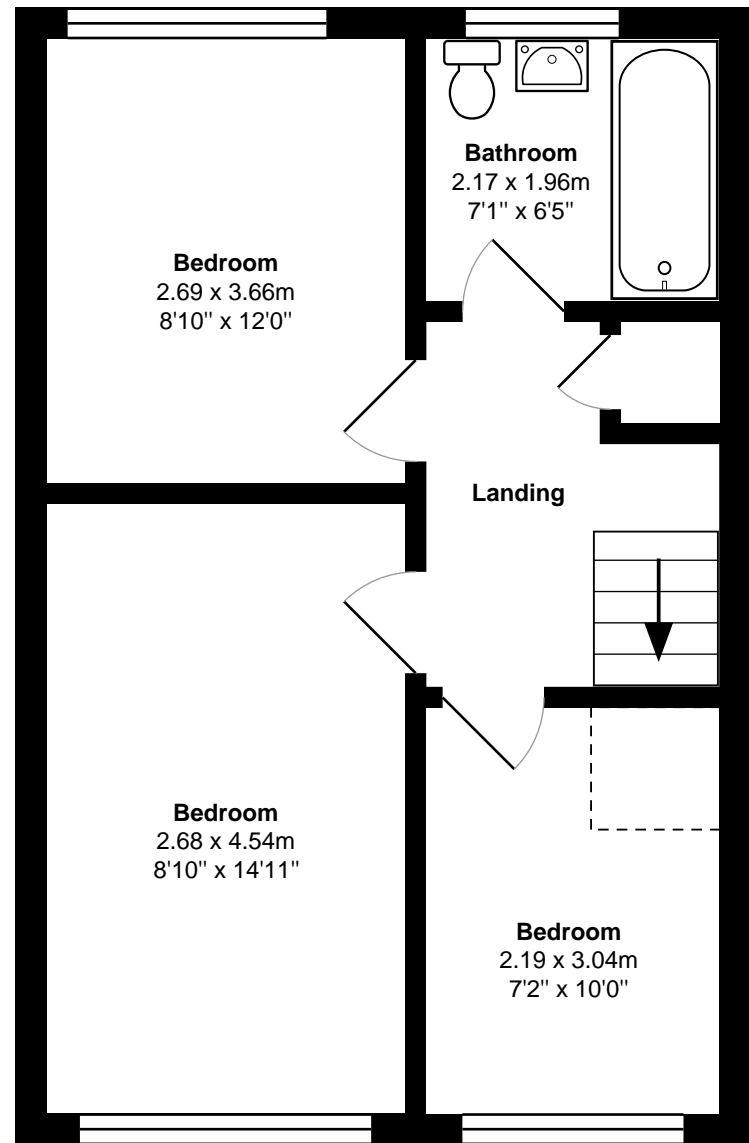 Bathroom
2.17 x 1.96m
7'1" x 6'5"
Bedroom
2.69 x 3.66m
8'10" x 12'0"
Landing
Bedroom
2.68 x 4.54m
8'10" x 14'11"
Bedroom
2.19 x 3.04m
7'2" x 10'0"